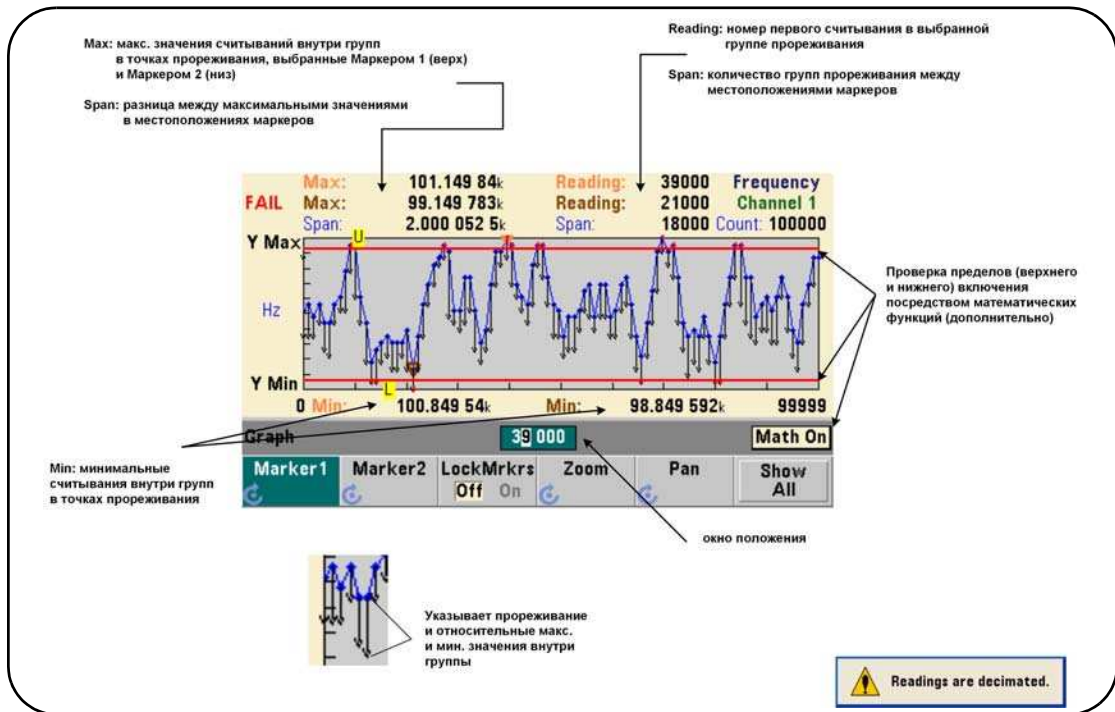 Max: макс. значения считываний внутри групп
в точках прореживания, выбранные Маркером 1 (верх)
и Маркером 2 (низ)
Span: разница между максимальными значениями
в местоположениях маркеров
Reading: номер первого считывания в выбранной
группе прореживания
Span: количество групп прореживания между
местоположениями маркеров
Max: 101.149 84k Reading: 39000 Frequency
FAIL Max: 99.149 783k Reading: 21000 Channel 1
Span: 2.000 052 5k Span: 18000 Count: 100000
Y Max
U
1
Hz
Y Min
L
0 Min: 100.849 54k Min: 98.849 592k 99999
Graph 39 000 Math On
Marker1 Marker2 LockMrkrs Zoom Pan Show
Off On All
Проверка пределов (верхнего
и нижнего) включения
посредством математических
функций (дополнительно)
Min: минимальные
считывания внутри групп
в точках прореживания
окно положения
Указывает прореживание
и относительные макс.
и мин. значения внутри
группы
Readings are decimated.